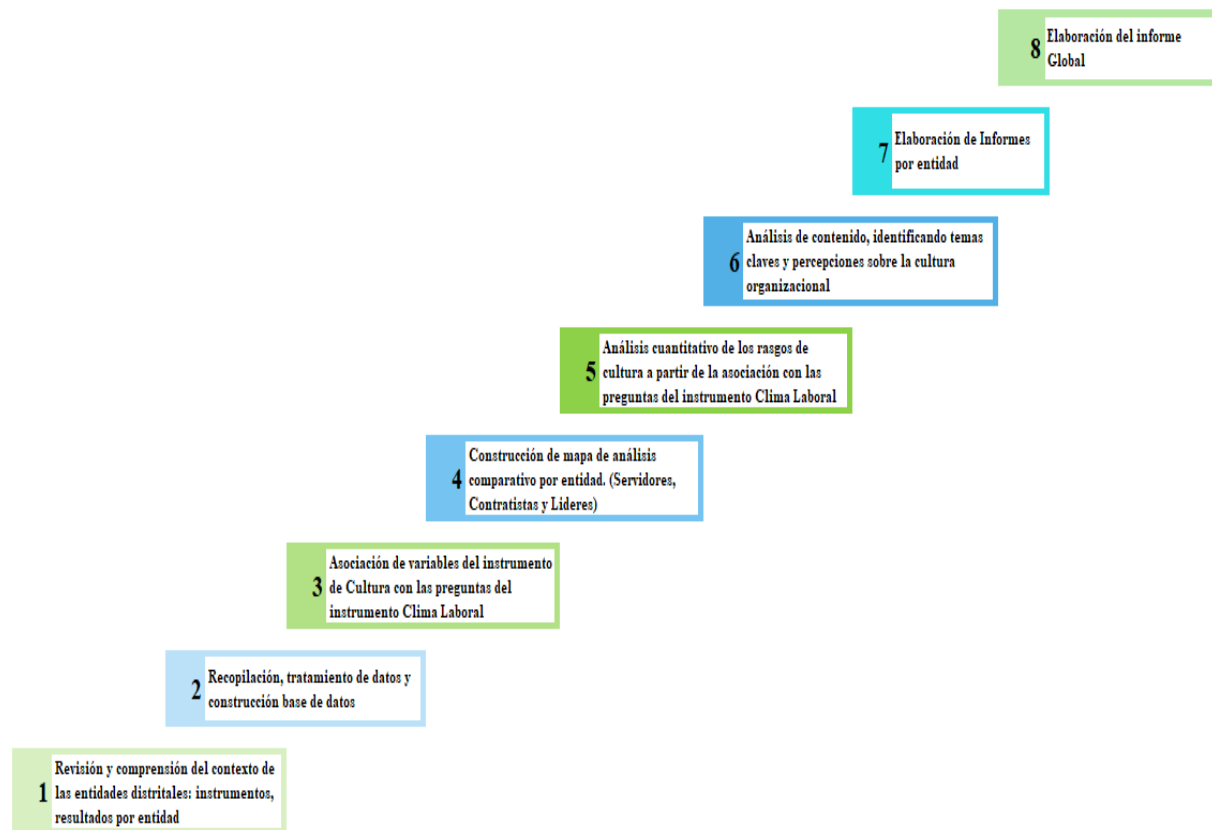 8
Elaboración del informe
Global
7
Elaboración de Informes
por entidad
6
Análisis de contenido, identificando temas
claves y percepciones sobre la cultura
organizacional
5
Análisis cuantitativo de los rasgos de
cultura a partir de la asociación con las
preguntas del instrumento Clima Laboral
4
Construcción de mapa de análisis
comparativo por entidad. (Servidores,
Contratistas y Lideres)
3
Asociación de variables del instrumento
de Cultura con las preguntas del
instrumento Clima Laboral
2
Recopilación, tratamiento de datos y
construcción base de datos
1
Revisión y comprensión del contexto de
las entidades distritales: instrumentos,
resultados por entidad